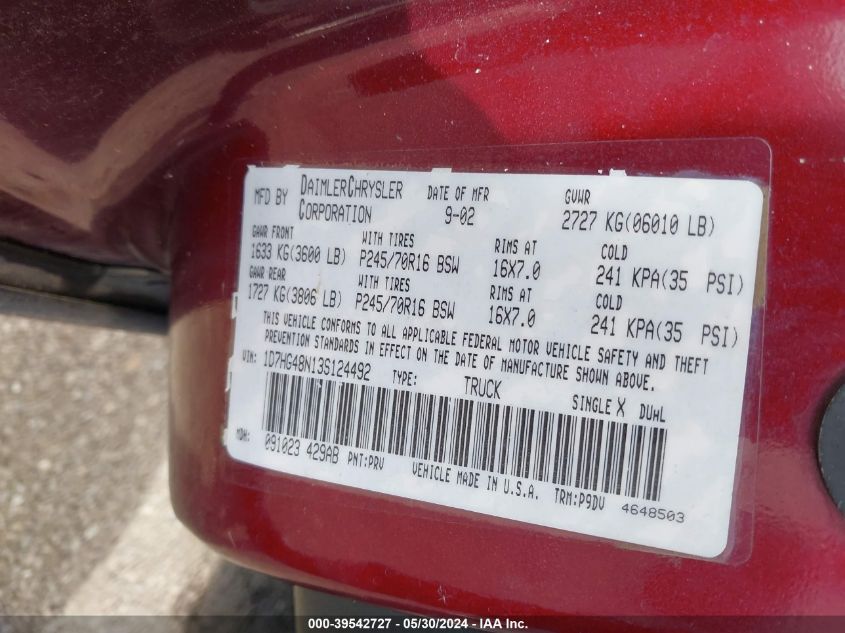 MFD BY DAIMLERCHRYSLER CORPORATION DATE OF MFR 9-02 GVWR 2727 KG(06010 LB)
GAWR FRONT WITH TIRES RIMS AT COLD
1633 KG(3600 LB) P245/70R16 BSW 16X7.0 241 KPA(35 PSI)
GAWR REAR WITH TIRES RIMS AT COLD
1727 KG(3806 LB) P245/70R16 BSW 16X7.0 241 KPA(35 PSI)
THIS VEHICLE CONFORMS TO ALL APPLICABLE FEDERAL MOTOR VEHICLE SAFETY AND THEFT
PREVENTION STANDARDS IN EFFECT ON THE DATE OF MANUFACTURE SHOWN ABOVE.
VIN: 1D7HG48N13S124492 TYPE: TRUCK SINGLE X DUAL
MDH: 091023 429AB PNT:PRV VEHICLE MADE IN U.S.A. TRM:P9DV 4648503
000-39542727 - 05/30/2024 - IAA Inc.